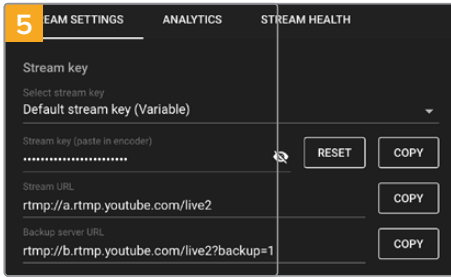 5
EAM SETTINGS ANALYTICS STREAM HEALTH
Stream key
Select stream key
Default stream key (Variable)
Stream key (paste in encoder)
•••••••••••••••••••••••• RESET COPY
Stream URL
rtmp://a.rtmp.youtube.com/live2 COPY
Backup server URL
rtmp://b.rtmp.youtube.com/live2?backup=1 COPY